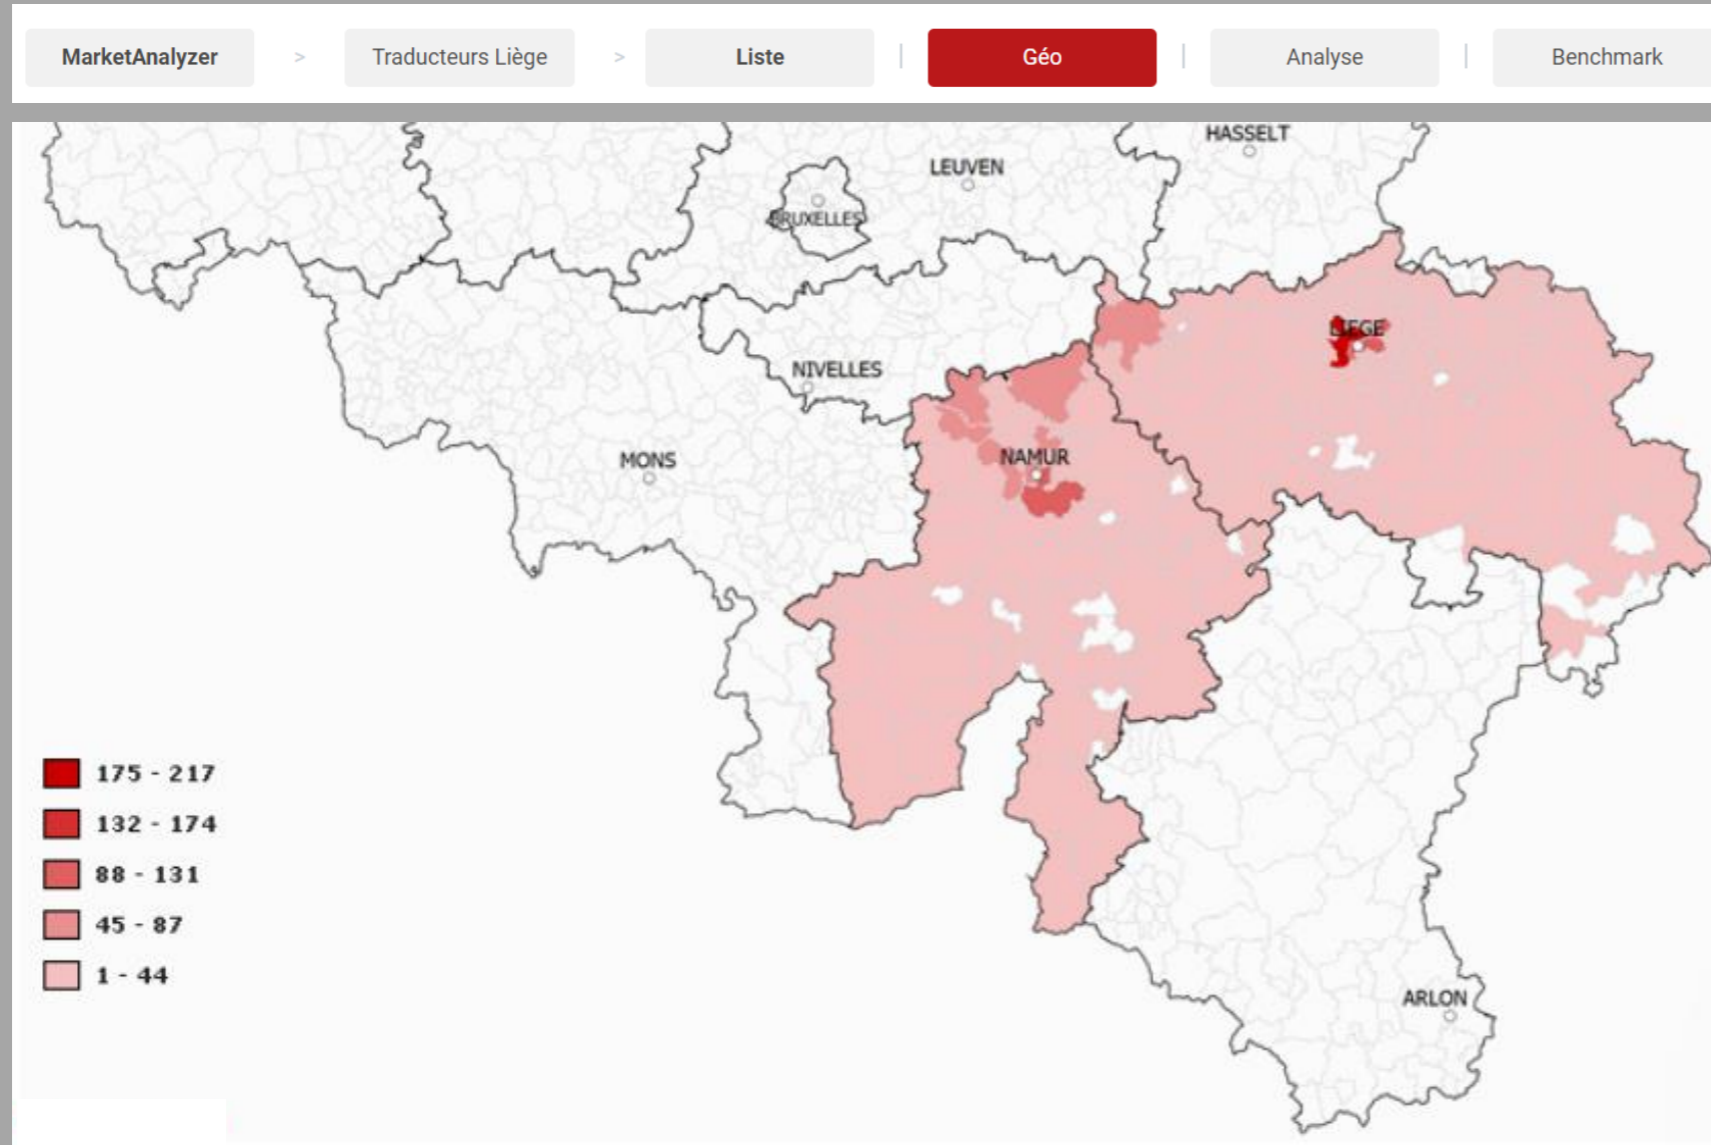 MarketAnalyzer > Traducteurs Liège > Liste | Géo | Analyse | Benchmark
HASSELT
LEUVEN
BRUXELLES
LIEGE
NIVELLES
MONS
NAMUR
175 - 217
132 - 174
88 - 131
45 - 87
1 - 44
ARLON